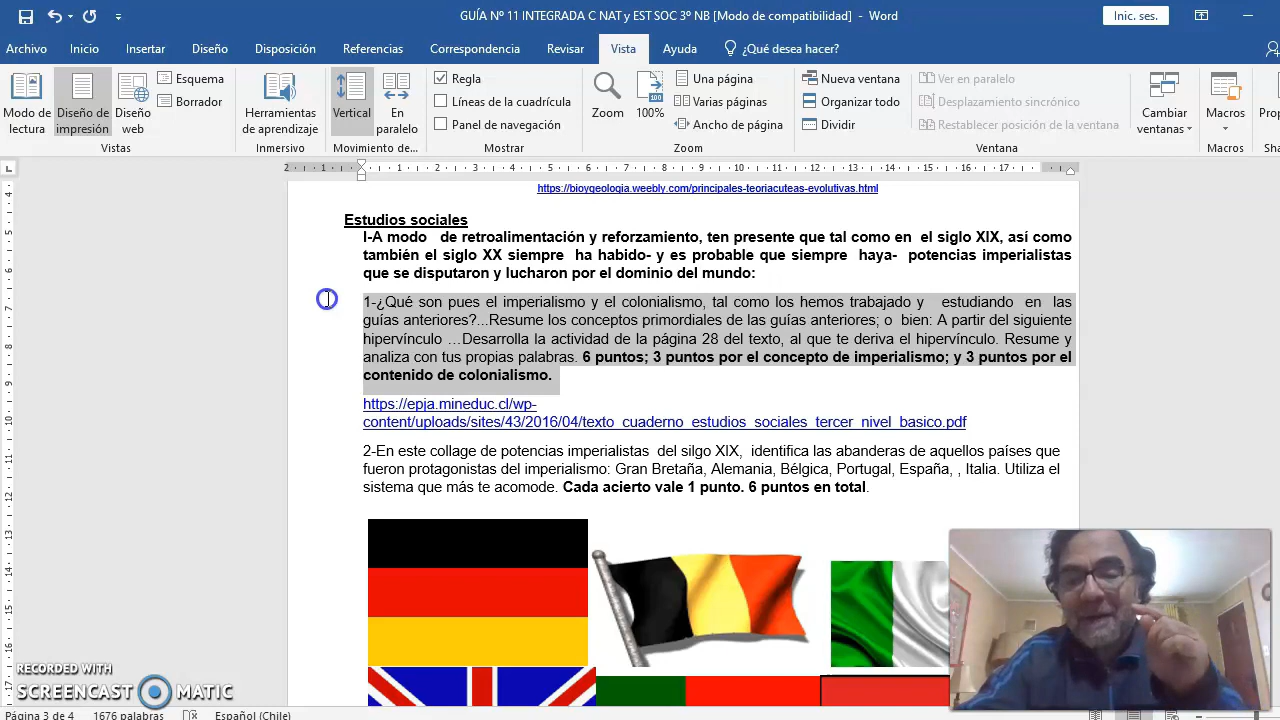 GUÍA Nº 11 INTEGRADA C NAT y EST SOC 3º NB [Modo de compatibilidad] – Word
Inic. ses.
Archivo Inicio Insertar Diseño Disposición Referencias Correspondencia Revisar Vista Ayuda ¿Qué desea hacer?
Modo de lectura
Diseño de impresión
Diseño web
Esquema
Borrador
Vistas
Herramientas de aprendizaje
Inmersivo
Vertical
En paralelo
Movimiento de...
Regla
Líneas de la cuadrícula
Panel de navegación
Mostrar
Zoom
100%
Una página
Varias páginas
Ancho de página
Zoom
Nueva ventana
Organizar todo
Dividir
Ver en paralelo
Desplazamiento sincrónico
Restablecer posición de la ventana
Cambiar ventanas
Ventana
Macros
Macros
https://bioygeologia.weebly.com/principales-teoriacuteas-evolutivas.html
Estudios sociales
I-A modo de retroalimentación y reforzamiento, ten presente que tal como en el siglo XIX, así como
también el siglo XX siempre ha habido- y es probable que siempre haya- potencias imperialistas
que se disputaron y lucharon por el dominio del mundo:
1-¿Qué son pues el imperialismo y el colonialismo, tal como los hemos trabajado y estudiando en las
guías anteriores?...Resume los conceptos primordiales de las guías anteriores; o bien: A partir del siguiente
hipervínculo ...Desarrolla la actividad de la página 28 del texto, al que te deriva el hipervínculo. Resume y
analiza con tus propias palabras. 6 puntos; 3 puntos por el concepto de imperialismo; y 3 puntos por el
contenido de colonialismo.
https://epja.mineduc.cl/wp-
content/uploads/sites/43/2016/04/texto_cuaderno_estudios_sociales_tercer_nivel_basico.pdf
2-En este collage de potencias imperialistas del silgo XIX, identifica las abanderas de aquellos países que
fueron protagonistas del imperialismo: Gran Bretaña, Alemania, Bélgica, Portugal, España, , Italia. Utiliza el
sistema que más te acomode. Cada acierto vale 1 punto. 6 puntos en total.
RECORDED WITH
SCREENCAST MATIC
Página 3 de 4 1676 palabras Español (Chile)